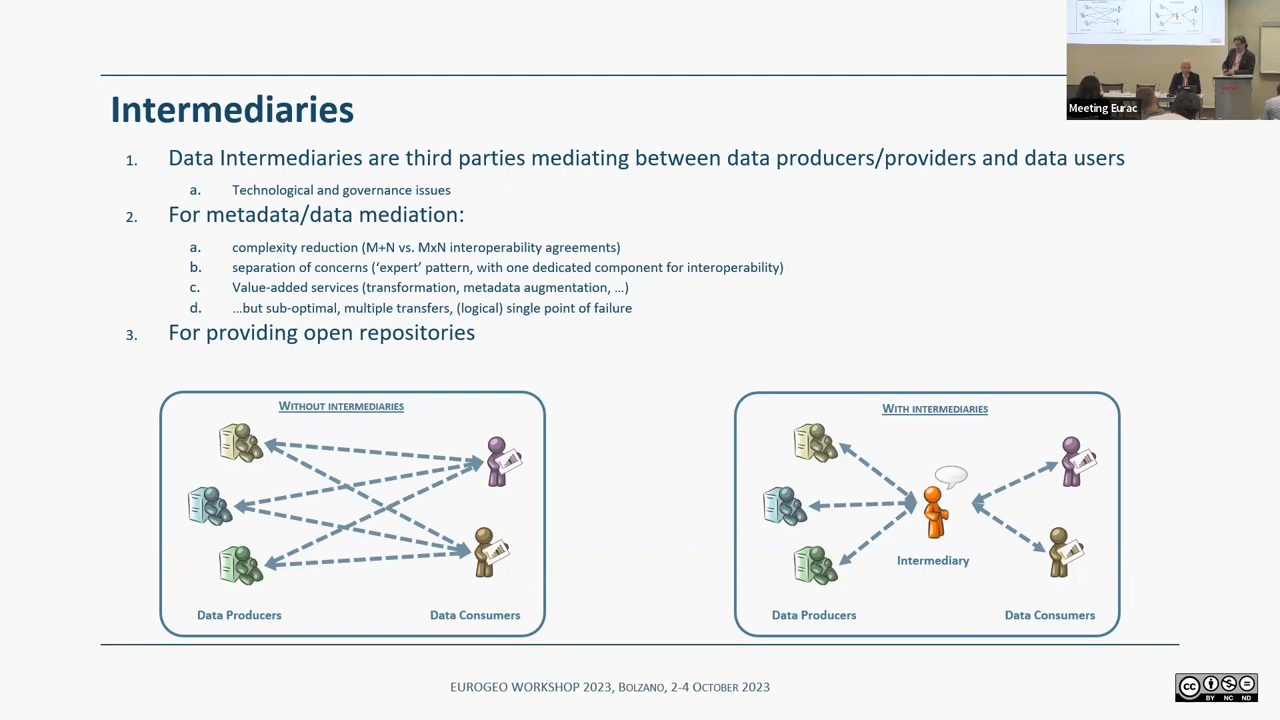 Meeting Eurac
Intermediaries
1. Data Intermediaries are third parties mediating between data producers/providers and data users
a. Technological and governance issues
2. For metadata/data mediation:
a. complexity reduction (M+N vs. MxN interoperability agreements)
b. separation of concerns (‘expert’ pattern, with one dedicated component for interoperability)
c. Value-added services (transformation, metadata augmentation, …)
d. …but sub-optimal, multiple transfers, (logical) single point of failure
3. For providing open repositories
WITHOUT INTERMEDIARIES
Data Producers
Data Consumers
WITH INTERMEDIARIES
Intermediary
Data Producers
Data Consumers
EUROGEO WORKSHOP 2023, BOLZANO, 2-4 OCTOBER 2023
CC BY NC ND